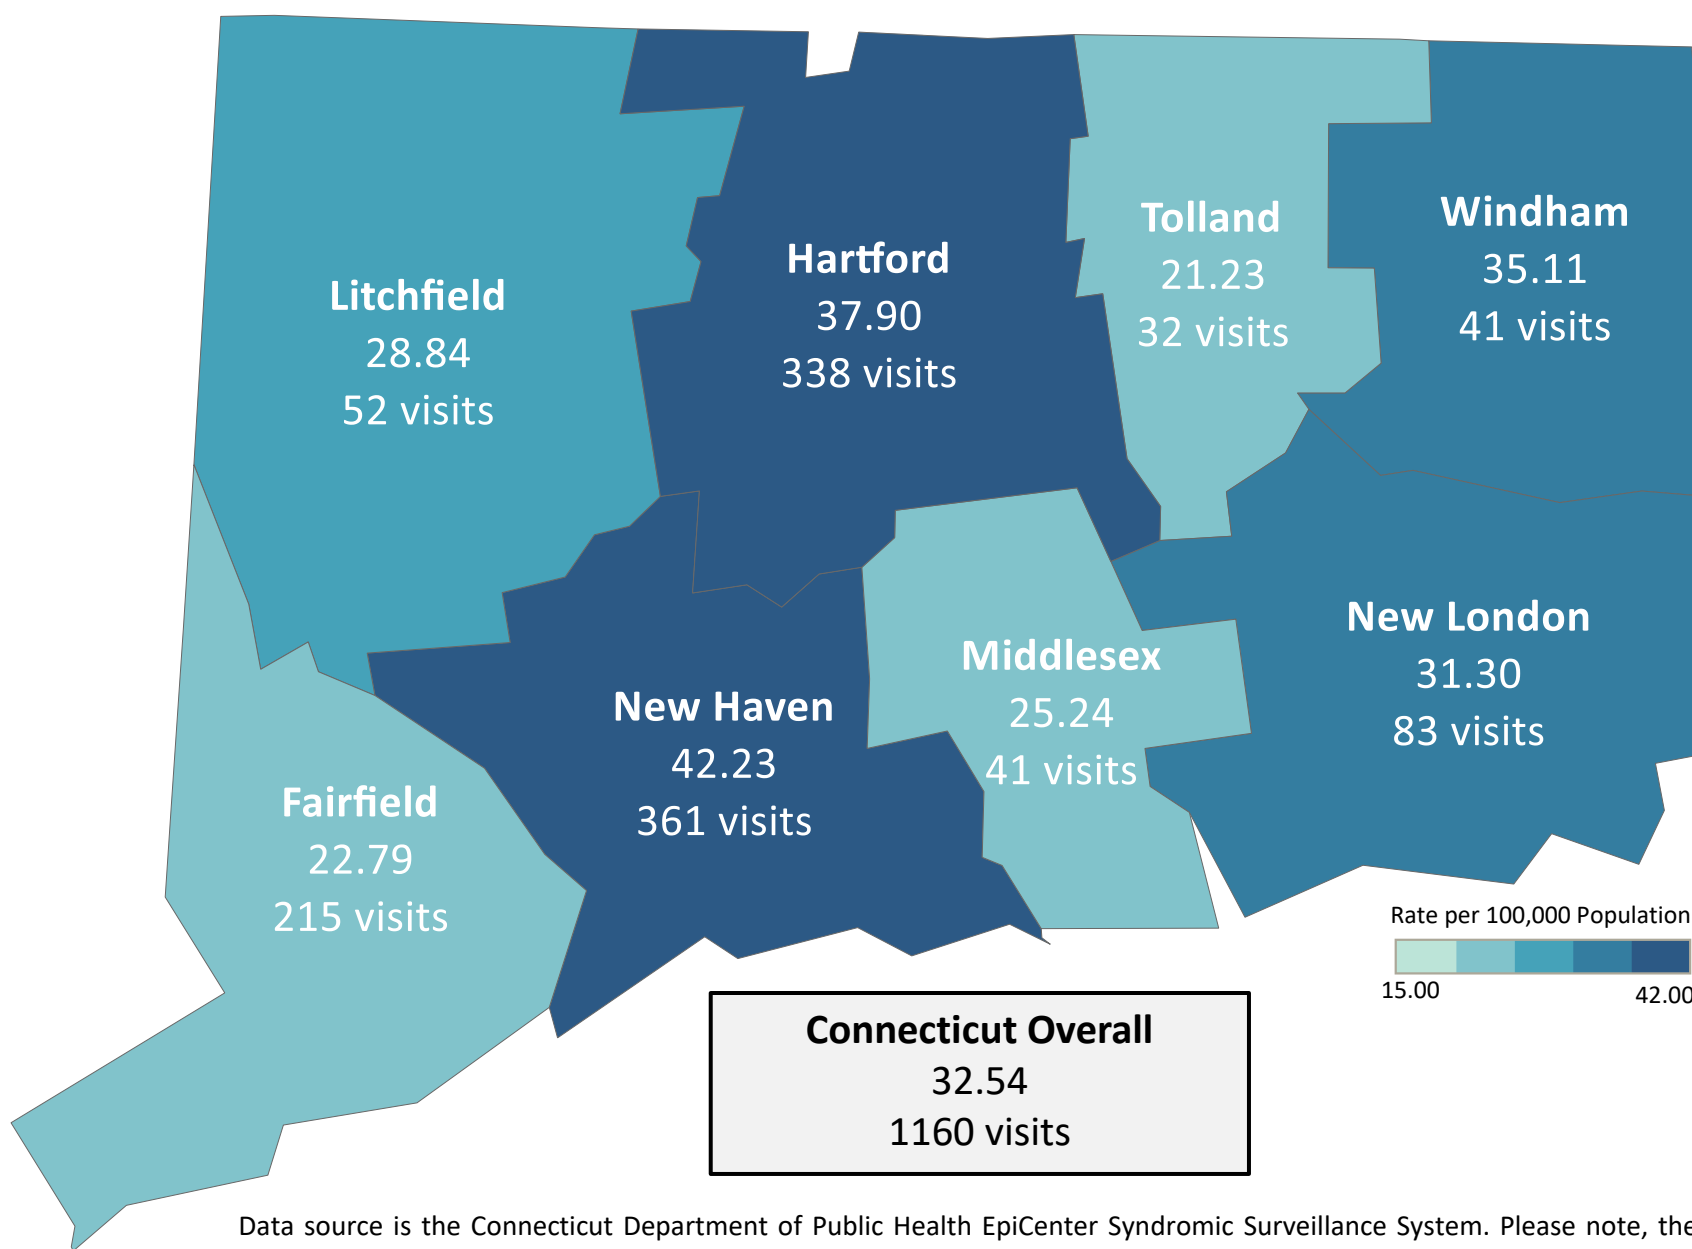 Litchfield
28.84
52 visits
Hartford
37.90
338 visits
Tolland
21.23
32 visits
Windham
35.11
41 visits
New Haven
42.23
361 visits
Middlesex
25.24
41 visits
New London
31.30
83 visits
Fairfield
22.79
215 visits
Rate per 100,000 Population
15.00
42.00
Connecticut Overall
32.54
1160 visits
Data source is the Connecticut Department of Public Health EpiCenter Syndromic Surveillance System. Please note, the